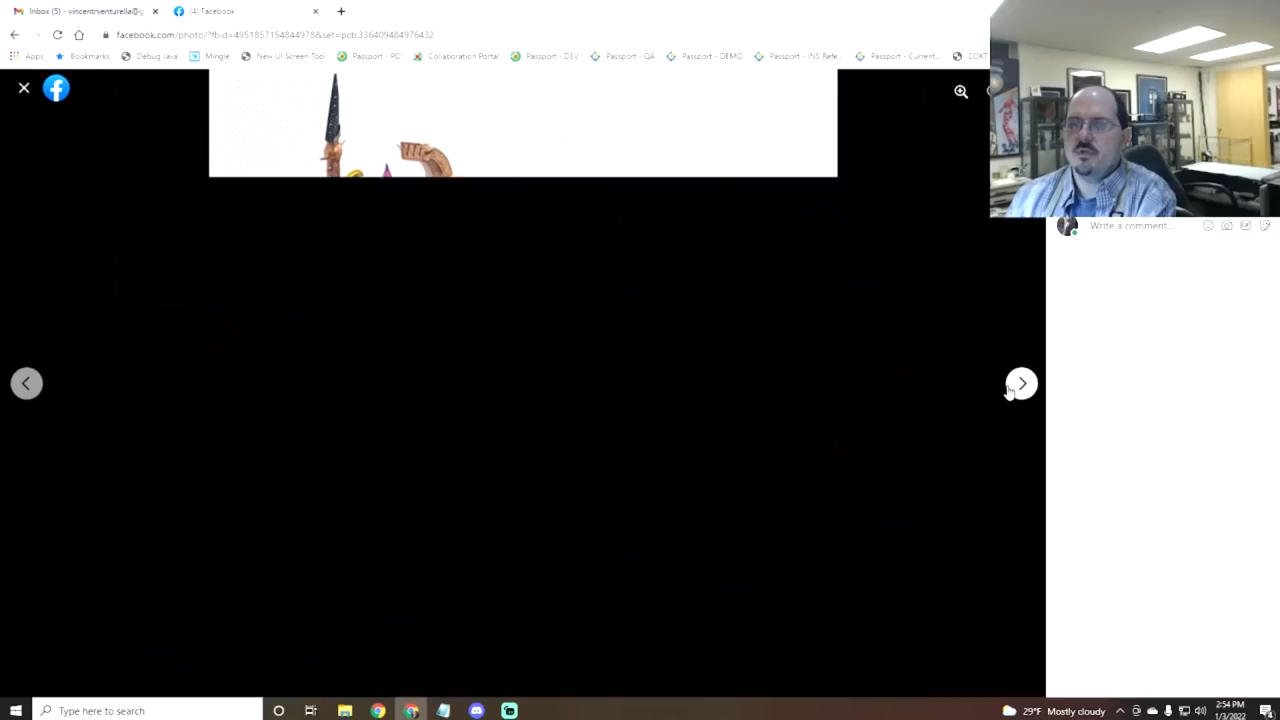 Inbox (5) - vincentrventurella@g
(4) Facebook
facebook.com/photo/?fbid=4951857154844978&set=pcb.336409484976432
Apps
Bookmarks
Debug Java
Mingle
New UI Screen Tool
Passport - PO
Collaboration Portal
Passport - DEV
Passport - QA
Passport - DEMO
Passport - INS Refe...
Passport - Current...
Write a comment...
Type here to search
29°F Mostly cloudy
2:54 PM
1/3/2022